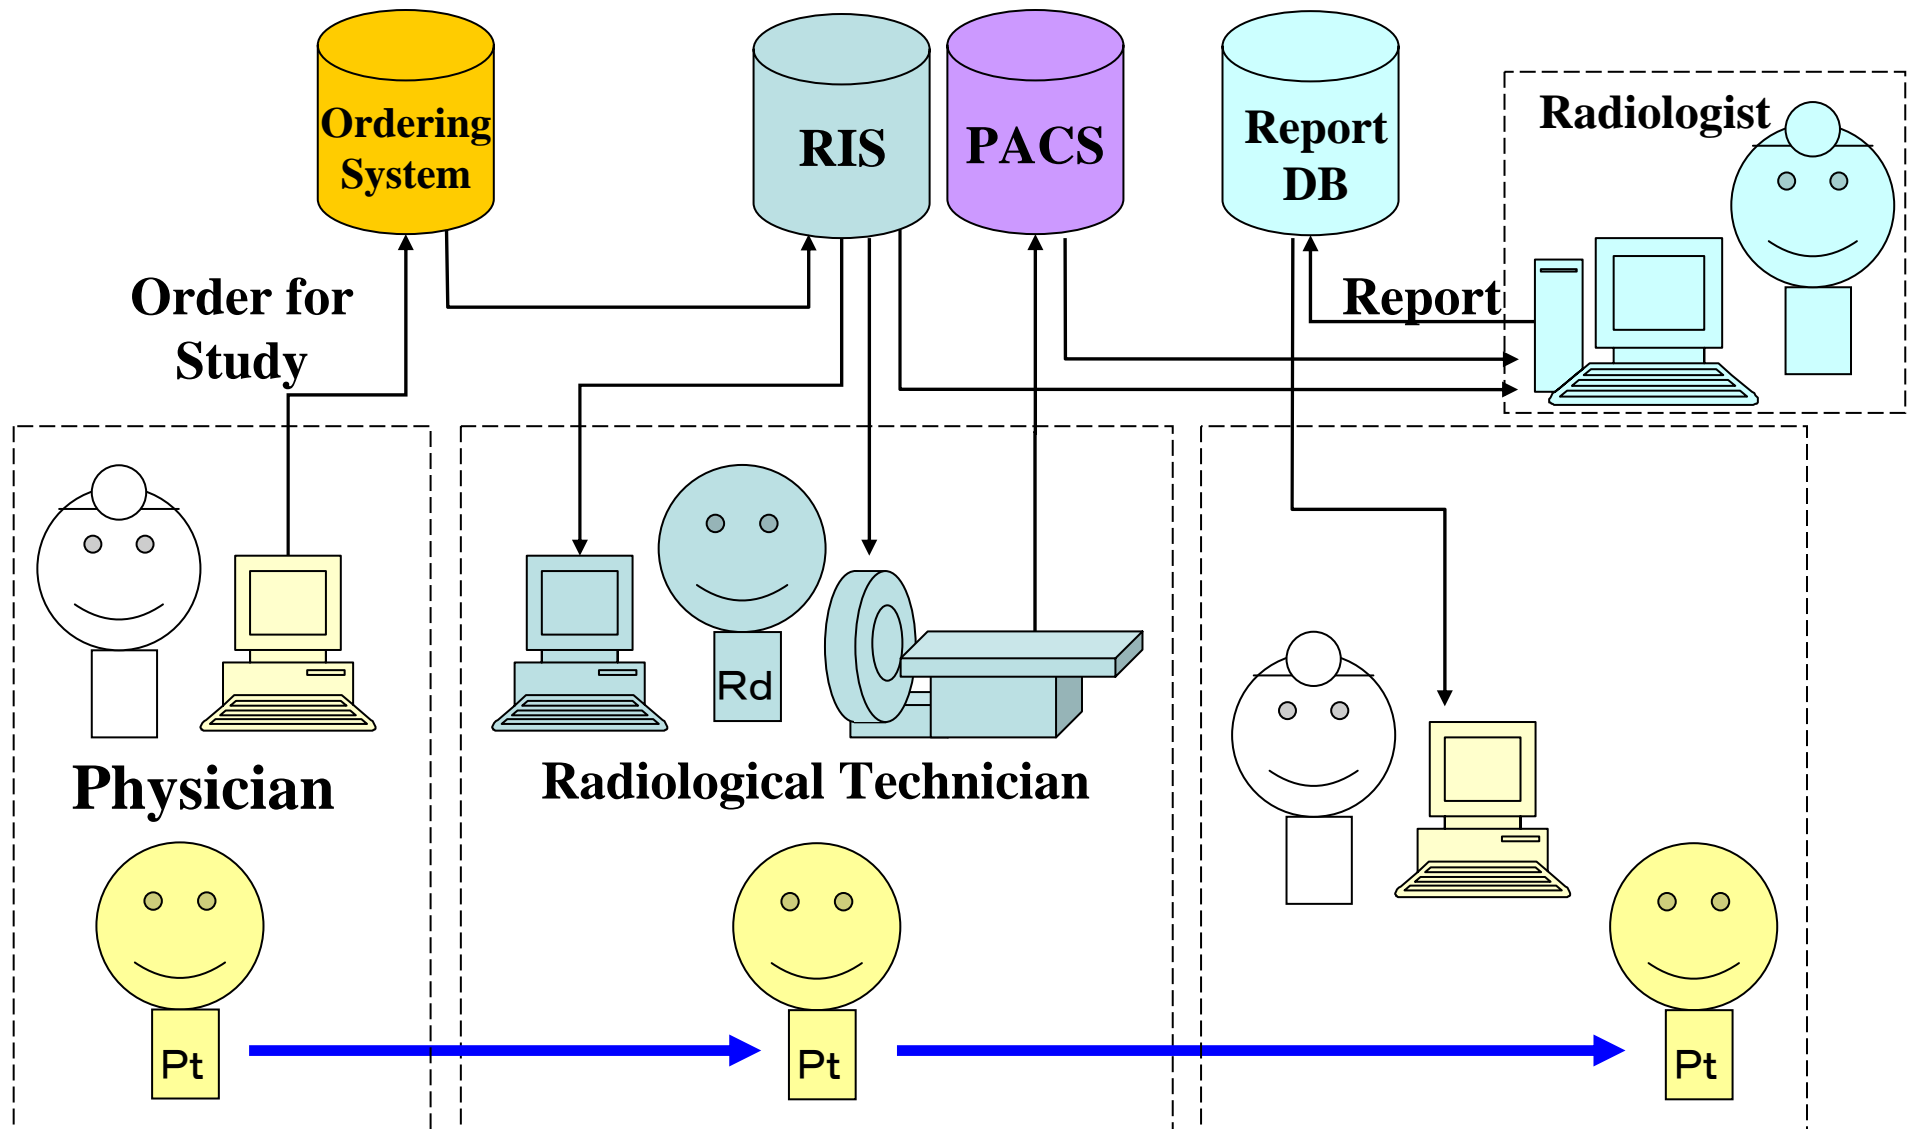 Ordering
System
RIS
PACS
Report
DB
Radiologist
Order for
Study
Report
Rd
Physician
Radiological Technician
Pt
Pt
Pt